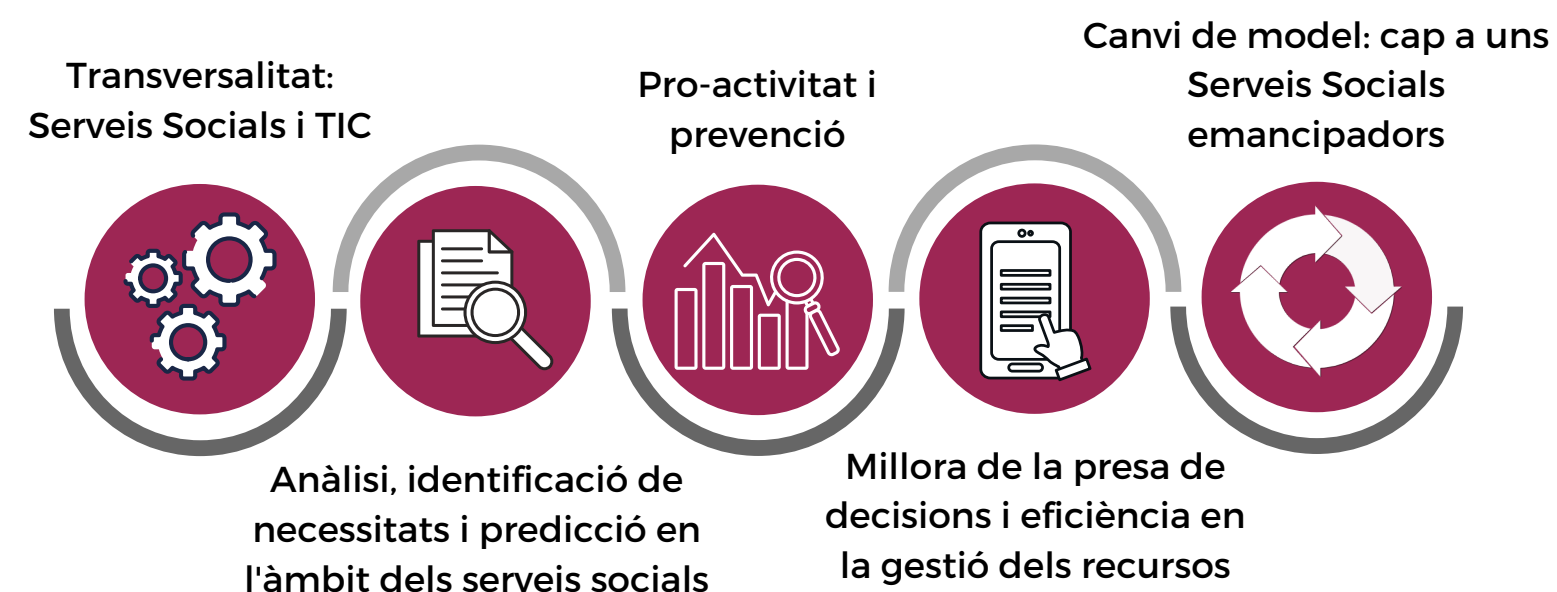 Transversalitat:
Serveis Socials i TIC
Anàlisi, identificació de
necessitats i predicció en
l'àmbit dels serveis socials
Pro-activitat i
prevenció
Millora de la presa de
decisions i eficiència en
la gestió dels recursos
Canvi de model: cap a uns
Serveis Socials
emancipadors